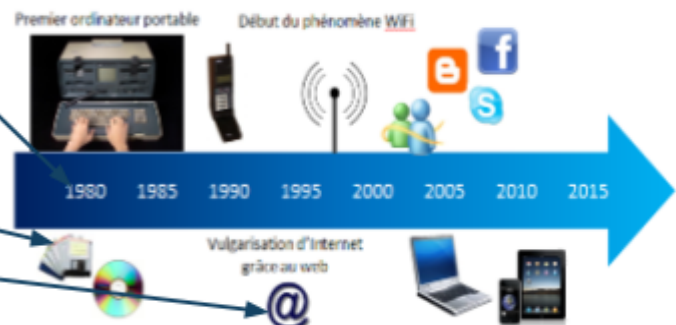 Premier ordinateur portable
Début du phénomène WiFi
1980 1985 1990 1995 2000 2005 2010 2015
Vulgarisation d'Internet
grâce au web
@